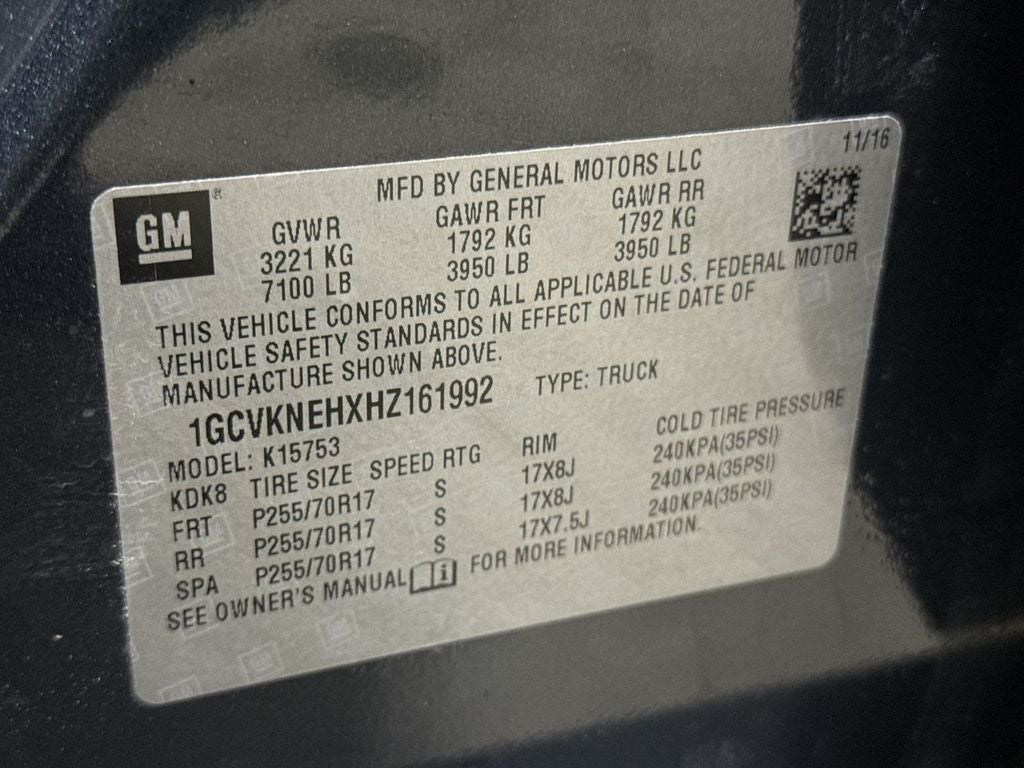 11/16
GM®
MFD BY GENERAL MOTORS LLC
GVWR GAWR FRT GAWR RR
3221 KG 1792 KG 1792 KG
7100 LB 3950 LB 3950 LB
THIS VEHICLE CONFORMS TO ALL APPLICABLE U.S. FEDERAL MOTOR
VEHICLE SAFETY STANDARDS IN EFFECT ON THE DATE OF
MANUFACTURE SHOWN ABOVE.
1GCVKNEHXHZ161992 TYPE: TRUCK
MODEL: K15753
KDK8 TIRE SIZE SPEED RTG RIM COLD TIRE PRESSURE
FRT P255/70R17 S 17X8J 240KPA(35PSI)
RR P255/70R17 S 17X8J 240KPA(35PSI)
SPA P255/70R17 S 17X7.5J 240KPA(35PSI)
SEE OWNER'S MANUAL FOR MORE INFORMATION.